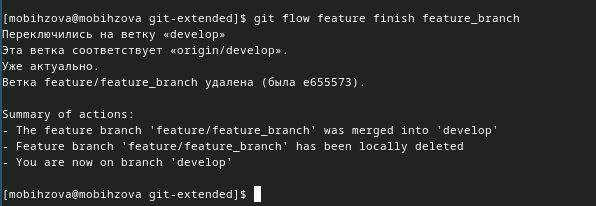 [mobihzova@mobihzova git-extended]$ git flow feature finish feature_branch
Переключились на ветку «develop»
Эта ветка соответствует «origin/develop».
Уже актуально.
Ветка feature/feature_branch удалена (была e655573).
Summary of actions:
- The feature branch 'feature/feature_branch' was merged into 'develop'
- Feature branch 'feature/feature_branch' has been locally deleted
- You are now on branch 'develop'
[mobihzova@mobihzova git-extended]$